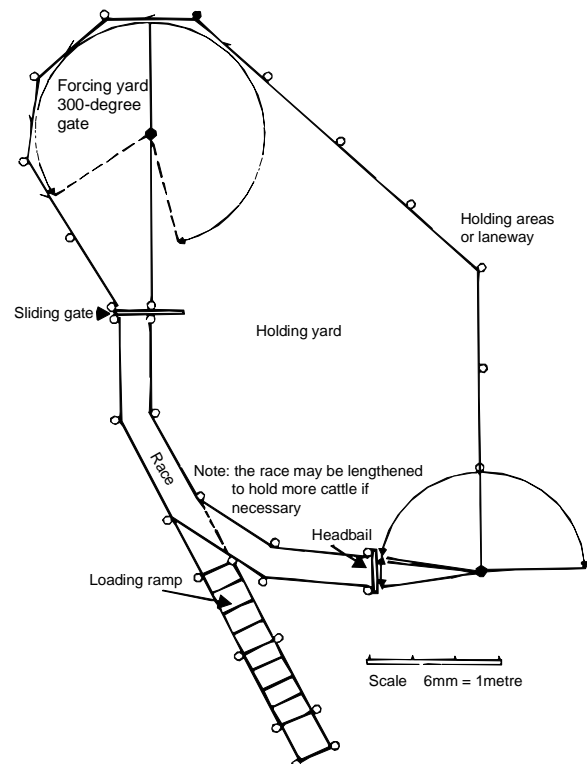 Forcing yard
300-degree
gate
Holding areas
or laneway
Sliding gate
Holding yard
Race
Note: the race may be lengthened
to hold more cattle if
necessary
Headbail
Loading ramp
Scale 6mm = 1metre